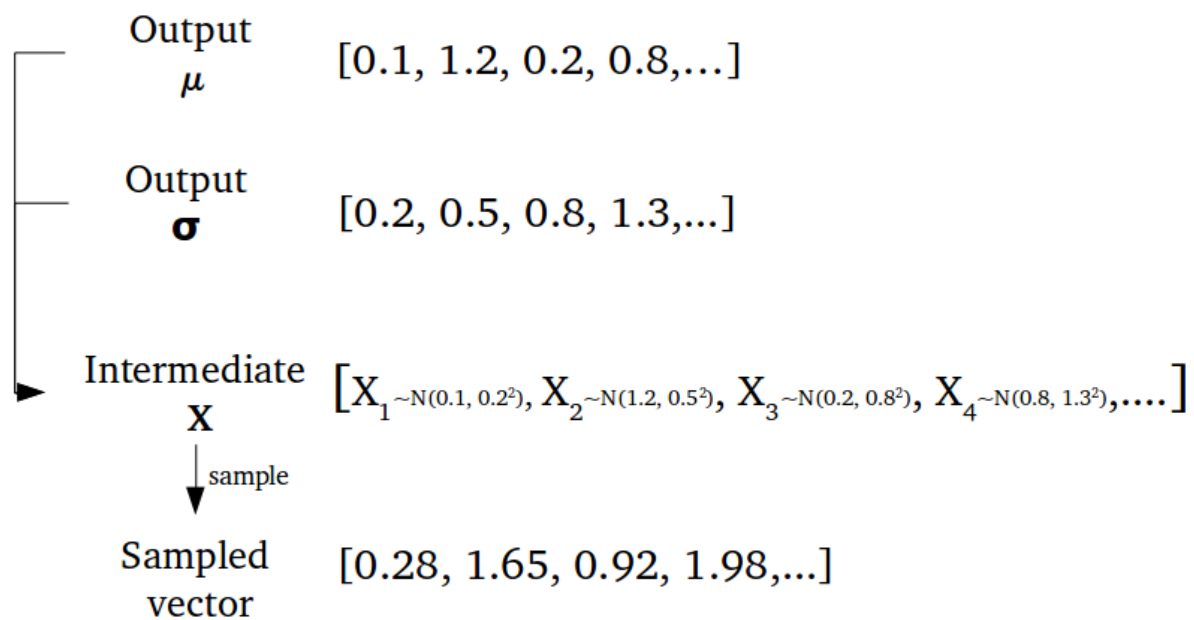 Output
μ
[0.1, 1.2, 0.2, 0.8,...]
Output
σ
[0.2, 0.5, 0.8, 1.3,...]
Intermediate
X
[X₁~N(0.1, 0.2²), X₂~N(1.2, 0.5²), X₃~N(0.2, 0.8²), X₄~N(0.8, 1.3²),....]
sample
Sampled
vector
[0.28, 1.65, 0.92, 1.98,...]